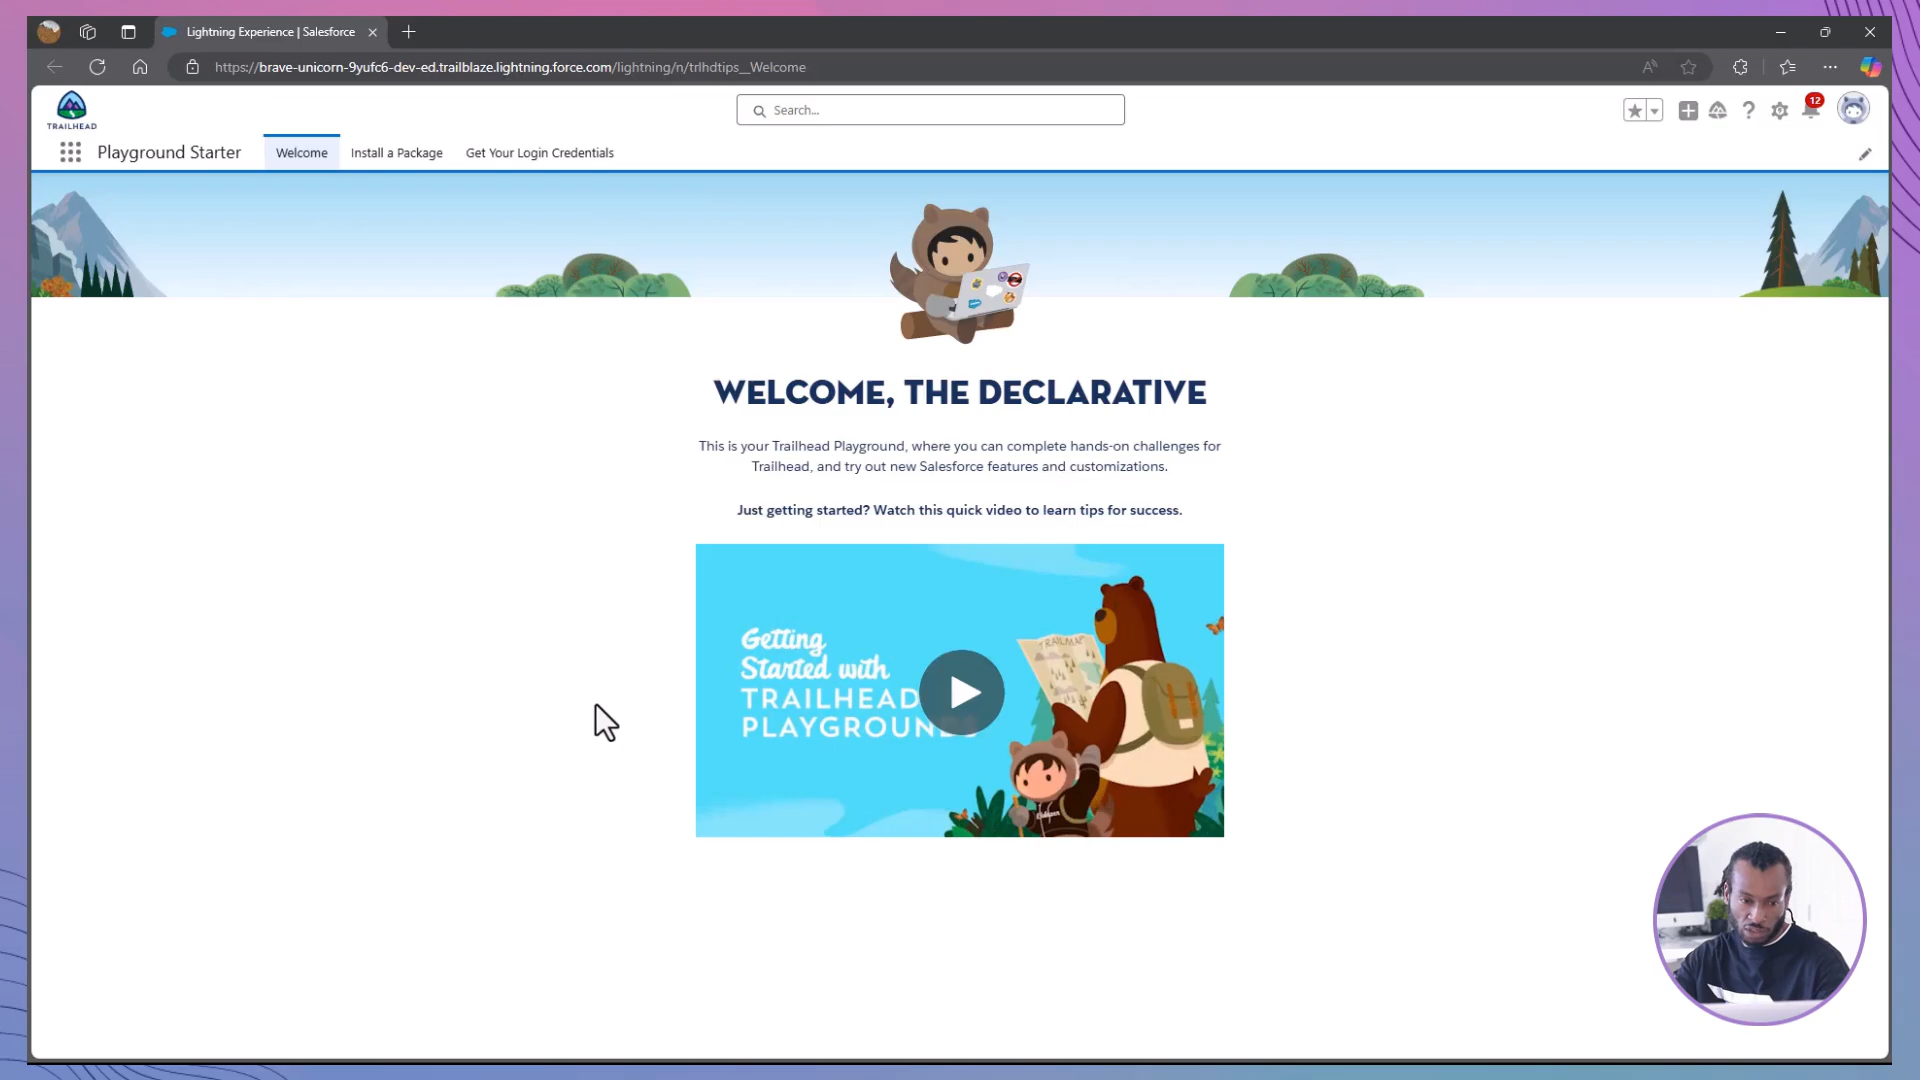 Lightning Experience | Salesforce
https://brave-unicorn-9yufc6-dev-ed.trailblaze.lightning.force.com/lightning/n/trlhdtips__Welcome
TRAILHEAD
Search...
12
Playground Starter
Welcome
Install a Package
Get Your Login Credentials
WELCOME, THE DECLARATIVE
This is your Trailhead Playground, where you can complete hands-on challenges for
Trailhead, and try out new Salesforce features and customizations.
Just getting started? Watch this quick video to learn tips for success.
Getting
Started with
TRAILHEAD
PLAYGROUNDS
TRAILMAP